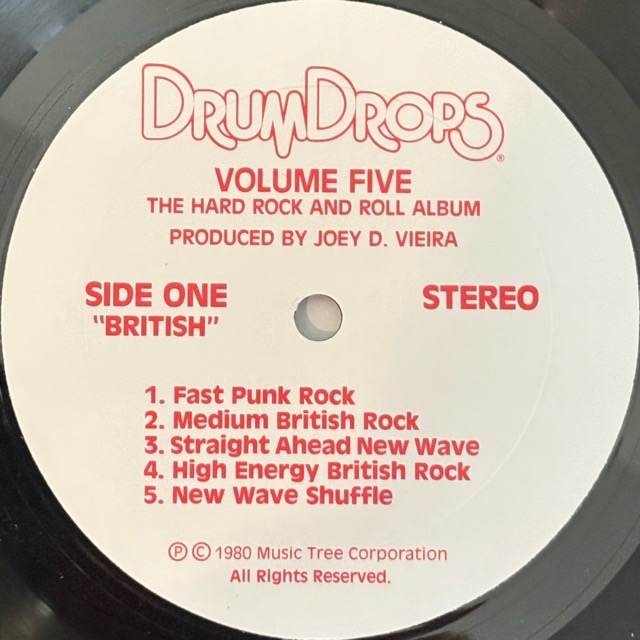 DRUMDROPS®
VOLUME FIVE
THE HARD ROCK AND ROLL ALBUM
PRODUCED BY JOEY D. VIEIRA
SIDE ONE
"BRITISH"
STEREO
1. Fast Punk Rock
2. Medium British Rock
3. Straight Ahead New Wave
4. High Energy British Rock
5. New Wave Shuffle
Ⓟ © 1980 Music Tree Corporation
All Rights Reserved.